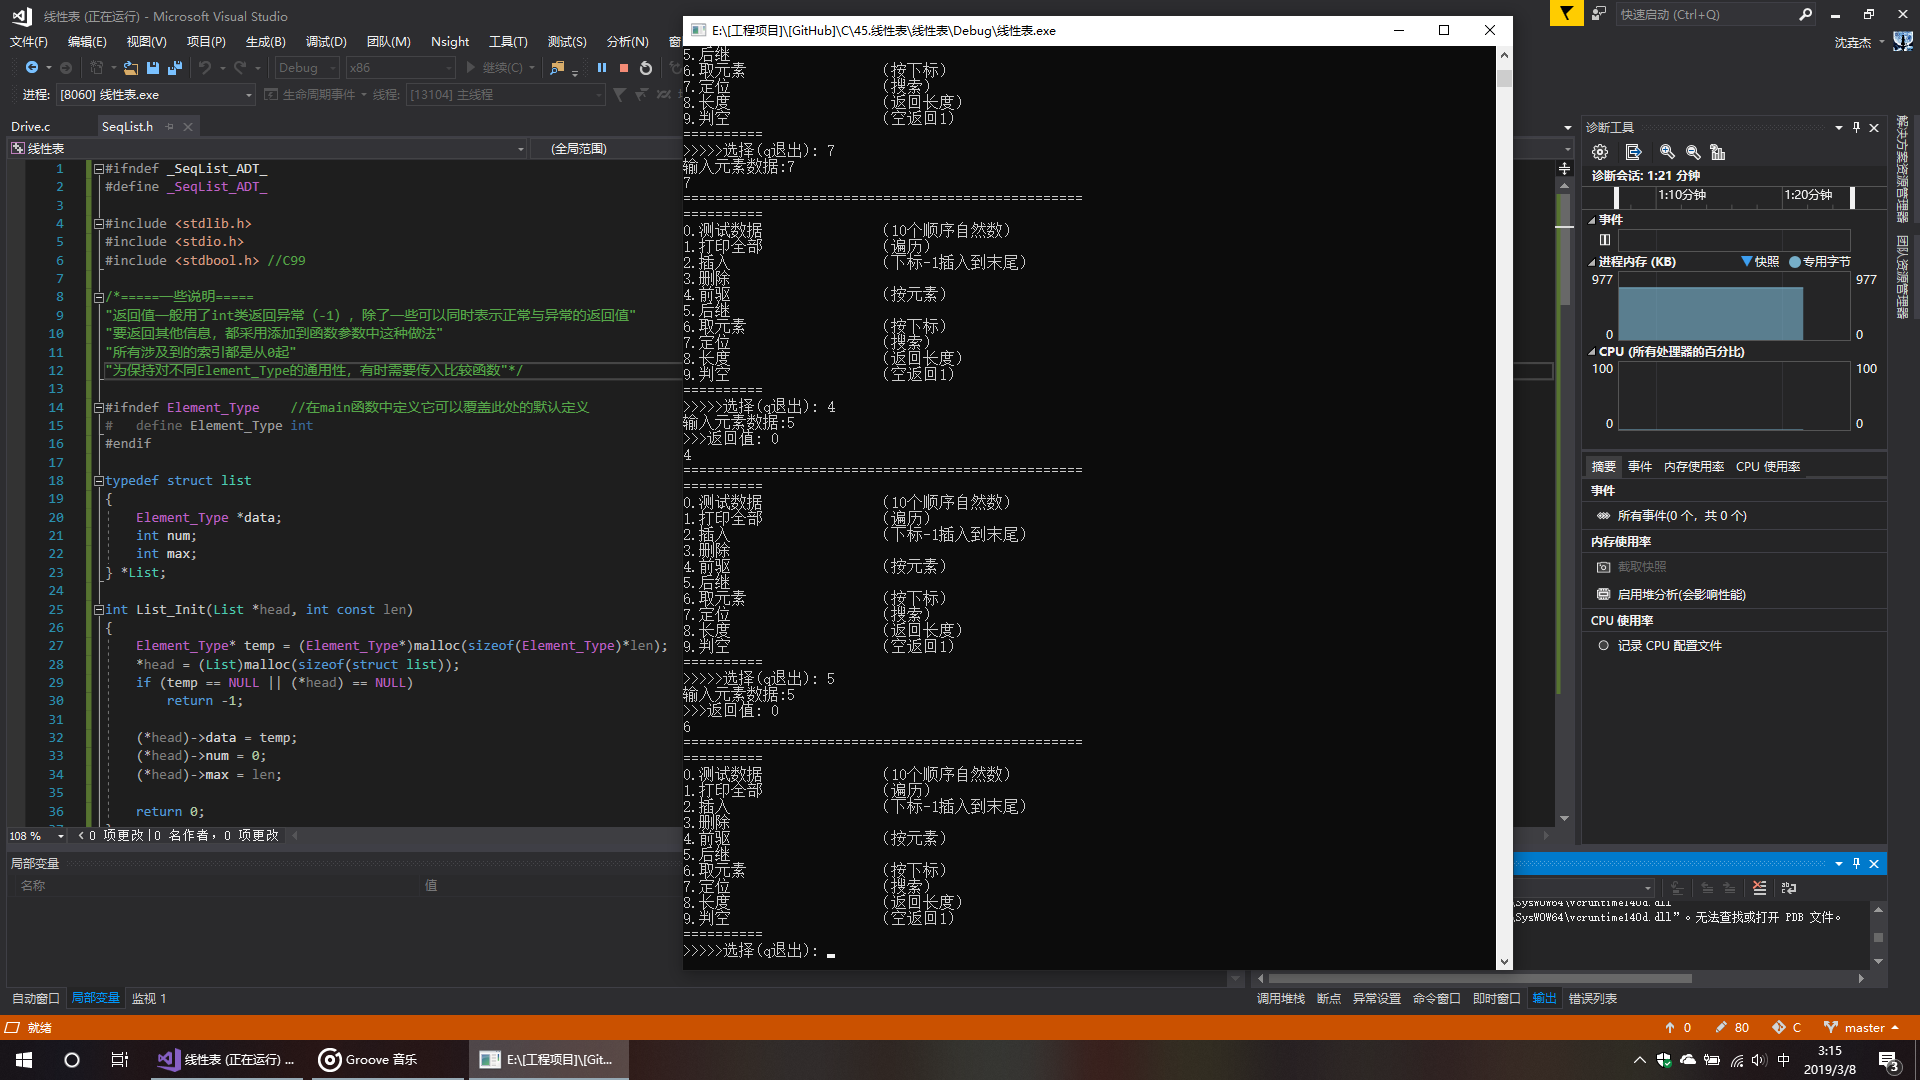 线性表 (正在运行) - Microsoft Visual Studio
快速启动 (Ctrl+Q)
文件(F) 编辑(E) 视图(V) 项目(P) 生成(B) 调试(D) 团队(M) Nsight 工具(T) 测试(S) 分析(N) 窗
沈垚杰
Debug x86 继续(C)
进程: [8060] 线性表.exe 生命周期事件 线程: [13104] 主线程
Drive.c SeqList.h
线性表 (全局范围)
1 #ifndef _SeqList_ADT_
2 #define _SeqList_ADT_
3
4 #include <stdlib.h>
5 #include <stdio.h>
6 #include <stdbool.h> //C99
7
8 /*=====一些说明=====
9 "返回值一般用了int类返回异常（-1）, 除了一些可以同时表示正常与异常的返回值"
10 "要返回其他信息，都采用添加到函数参数中这种做法"
11 "所有涉及到的索引都是从0起"
12 "为保持对不同Element_Type的通用性，有时需要传入比较函数"*/
13
14 #ifndef Element_Type //在main函数中定义它可以覆盖此处的默认定义
15 # define Element_Type int
16 #endif
17
18 typedef struct list
19 {
20 Element_Type *data;
21 int num;
22 int max;
23 } *List;
24
25 int List_Init(List *head, int const len)
26 {
27 Element_Type* temp = (Element_Type*)malloc(sizeof(Element_Type)*len);
28 *head = (List)malloc(sizeof(struct list));
29 if (temp == NULL || (*head) == NULL)
30 return -1;
31
32 (*head)->data = temp;
33 (*head)->num = 0;
34 (*head)->max = len;
35
36 return 0;
108 % 0 项更改 | 0 名作者，0 项更改
局部变量
名称 值
自动窗口 局部变量 监视 1
E:\[工程项目]\[GitHub]\C\45.线性表\线性表\Debug\线性表.exe
5.后继
6.取元素 （按下标）
7.定位 （搜索）
8.长度 （返回长度）
9.判空 （空返回1）
==========
>>>>>选择(q退出): 7
输入元素数据:7
7
==================================================
==========
0.测试数据 （10个顺序自然数）
1.打印全部 （遍历）
2.插入 （下标-1插入到末尾）
3.删除
4.前驱 （按元素）
5.后继
6.取元素 （按下标）
7.定位 （搜索）
8.长度 （返回长度）
9.判空 （空返回1）
==========
>>>>>选择(q退出): 4
输入元素数据:5
>>>返回值: 0
4
==================================================
==========
0.测试数据 （10个顺序自然数）
1.打印全部 （遍历）
2.插入 （下标-1插入到末尾）
3.删除
4.前驱 （按元素）
5.后继
6.取元素 （按下标）
7.定位 （搜索）
8.长度 （返回长度）
9.判空 （空返回1）
==========
>>>>>选择(q退出): 5
输入元素数据:5
>>>返回值: 0
6
==================================================
==========
0.测试数据 （10个顺序自然数）
1.打印全部 （遍历）
2.插入 （下标-1插入到末尾）
3.删除
4.前驱 （按元素）
5.后继
6.取元素 （按下标）
7.定位 （搜索）
8.长度 （返回长度）
9.判空 （空返回1）
==========
>>>>>选择(q退出):
诊断工具
诊断会话: 1:21 分钟
1:10分钟 1:20分钟
事件
进程内存 (KB) 快照 专用字节
977 977
0 0
CPU (所有处理器的百分比)
100 100
0 0
摘要 事件 内存使用率 CPU 使用率
事件
所有事件(0 个，共 0 个)
内存使用率
截取快照
启用堆分析(会影响性能)
CPU 使用率
记录 CPU 配置文件
解决方案资源管理器
团队资源管理器
\SysWOW64\vcruntime140d.dll
\SysWOW64\vcruntime140d.dll”。无法查找或打开 PDB 文件。
调用堆栈 断点 异常设置 命令窗口 即时窗口 输出 错误列表
就绪
0 80 C master
线性表 (正在运行) ... Groove 音乐 E:\[工程项目]\[Git...
中 3:15
2019/3/8
3